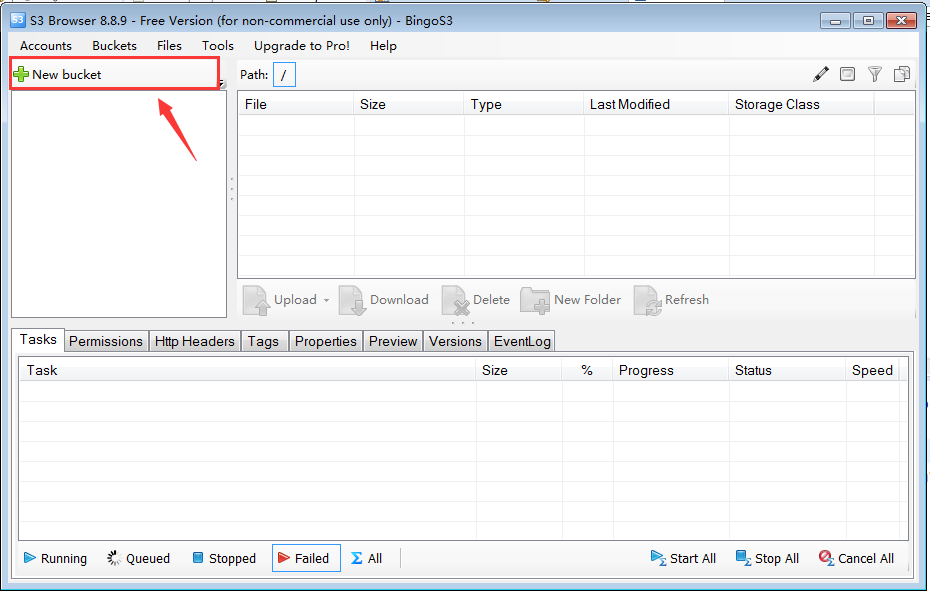 S3 Browser 8.8.9 - Free Version (for non-commercial use only) - BingoS3
Accounts Buckets Files Tools Upgrade to Pro! Help
New bucket
Path: /
File Size Type Last Modified Storage Class
Upload Download Delete New Folder Refresh
Tasks Permissions Http Headers Tags Properties Preview Versions EventLog
Task Size % Progress Status Speed
Running Queued Stopped Failed Σ All Start All Stop All Cancel All